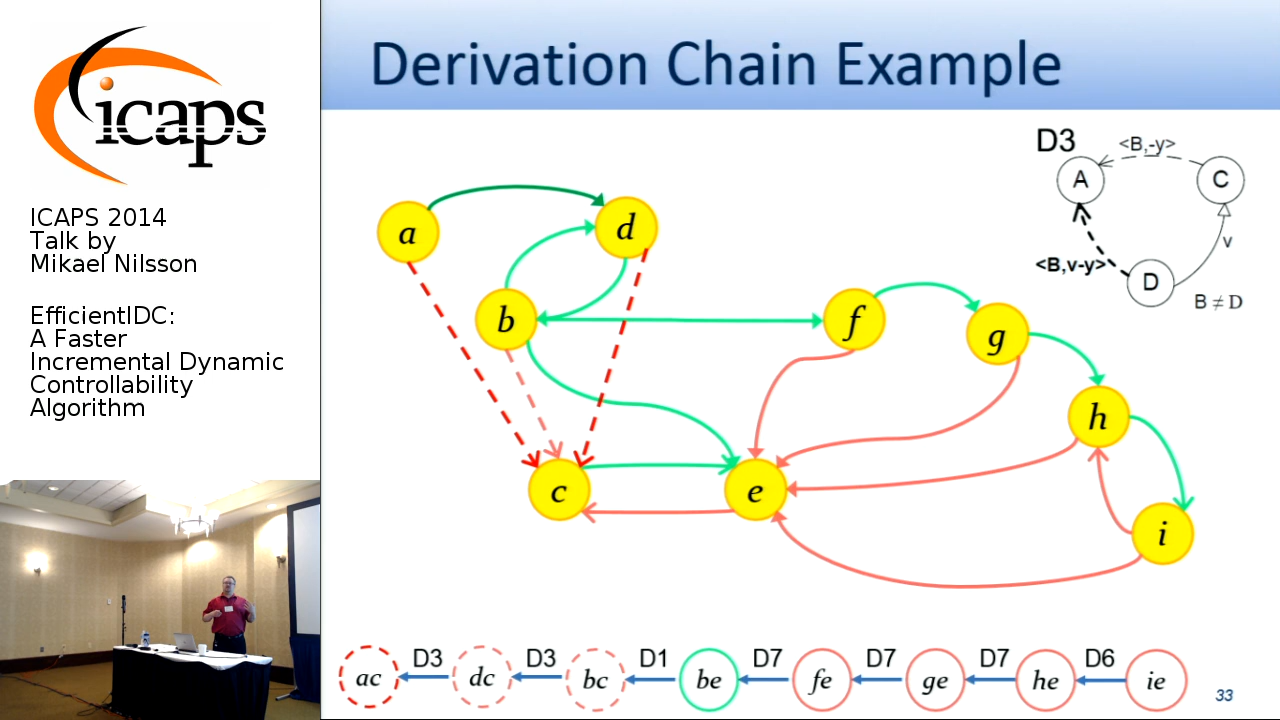 icaps
ICAPS 2014
Talk by
Mikael Nilsson
EfficientIDC:
A Faster
Incremental Dynamic
Controllability
Algorithm
Derivation Chain Example
D3
<B,-y>
A
C
<B,v-y>
v
D
B ≠ D
a
d
b
f
g
h
c
e
i
ac D3 dc D3 bc D1 be D7 fe D7 ge D7 he D6 ie
33